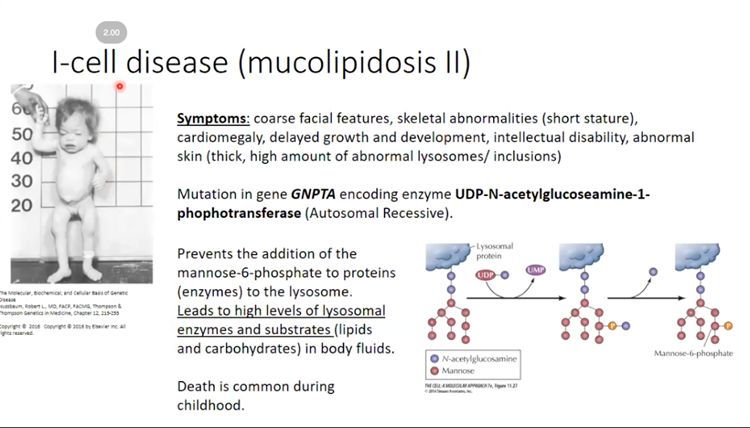 2.00
I-cell disease (mucolipidosis II)
60
50
40
30
20
Symptoms: coarse facial features, skeletal abnormalities (short stature),
cardiomegaly, delayed growth and development, intellectual disability, abnormal
skin (thick, high amount of abnormal lysosomes/ inclusions)
Mutation in gene GNPTA encoding enzyme UDP-N-acetylglucoseamine-1-
phophotransferase (Autosomal Recessive).
Prevents the addition of the
mannose-6-phosphate to proteins
(enzymes) to the lysosome.
Leads to high levels of lysosomal
enzymes and substrates (lipids
and carbohydrates) in body fluids.
Death is common during
childhood.
The Molecular, Biochemical, and Cellular Basis of Genetic
Disease
Nussbaum, Robert L., MD, FACP, FACMG, Thompson &
Thompson Genetics in Medicine, Chapter 12, 215-255
Copyright © 2016 Copyright © 2016 by Elsevier Inc. All
rights reserved.
Lysosomal
protein
UDP
UMP
P
P
Mannose-6-phosphate
N-acetylglucosamine
Mannose
THE CELL: A MOLECULAR APPROACH 7e, Figure 11.27
© 2016 Sinauer Associates, Inc.